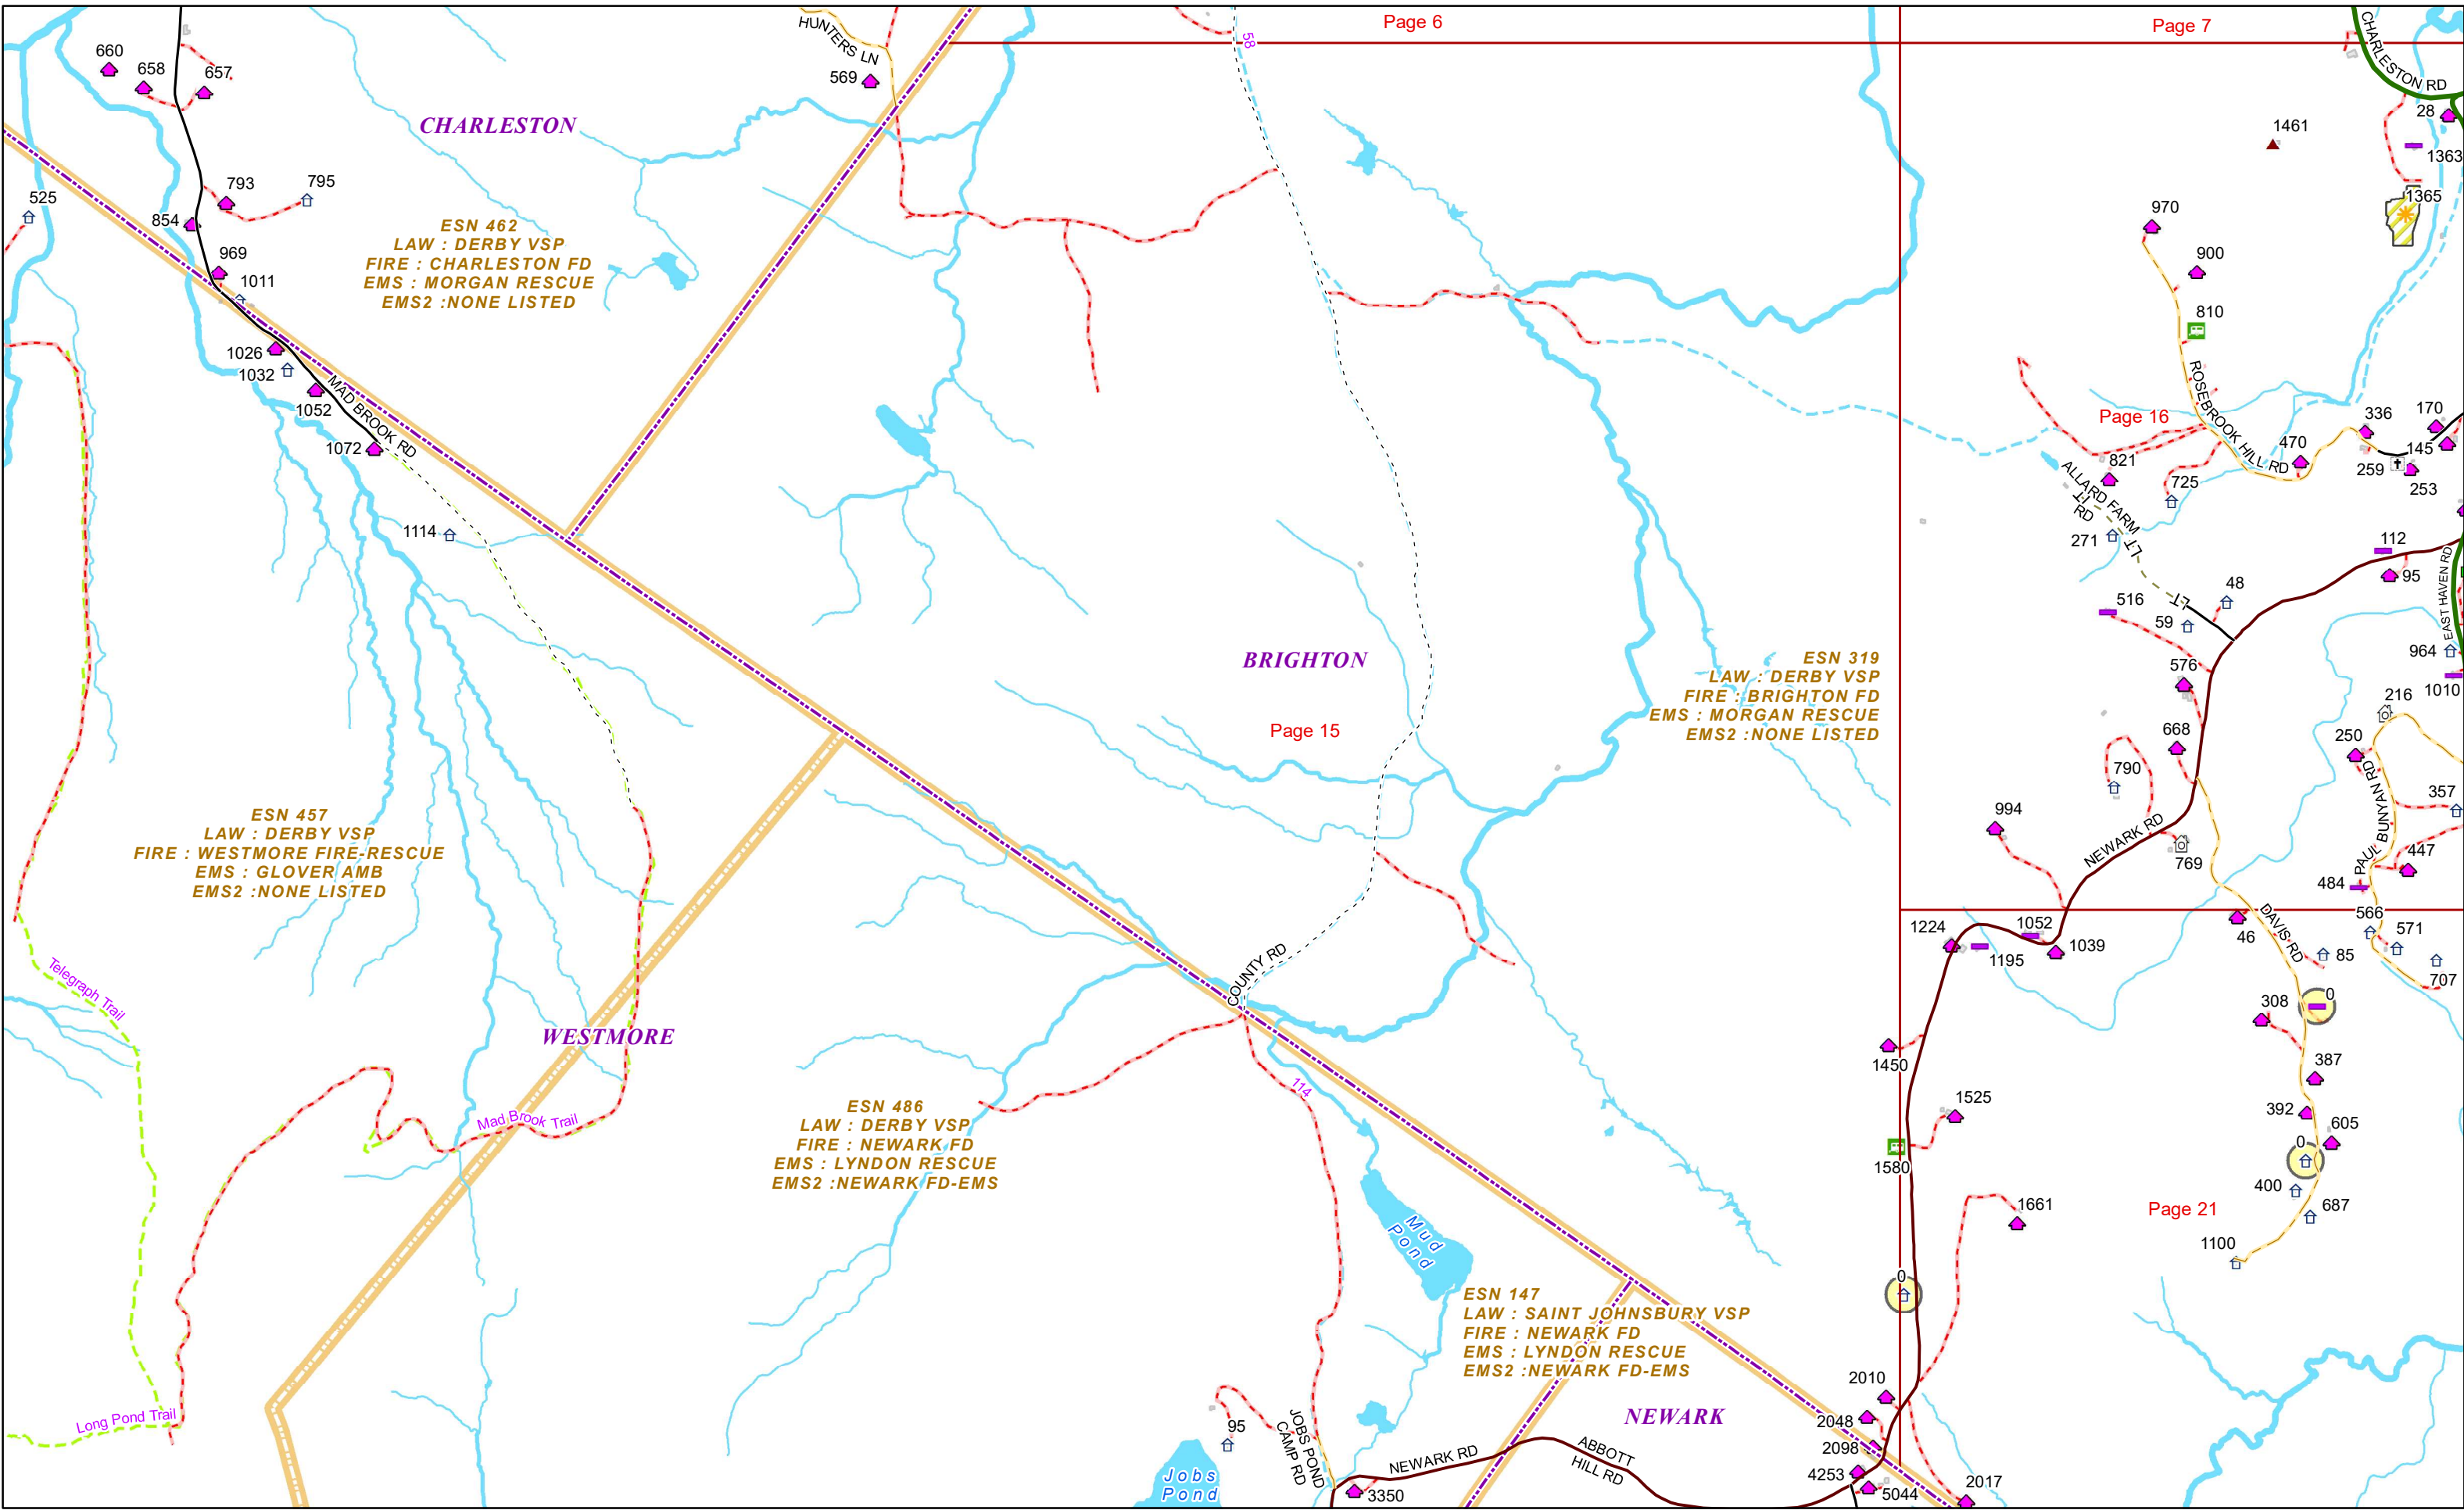 Page 6
Page 7
HUNTERS LN
58
CHARLESTON RD
660
658
657
569
28
CHARLESTON
1461
1363
525
793
795
854
1365
970
ESN 462
LAW : DERBY VSP
FIRE : CHARLESTON FD
EMS : MORGAN RESCUE
EMS2 :NONE LISTED
969
1011
900
810
1026
1032
1052
MAD BROOK RD
1072
ROSEBROOK HILL RD
Page 16
336
170
470
145
259
253
821
725
ALLARD FARM
RD
LT
LT
LT
271
1114
112
95
EAST HAVEN RD
48
516
59
576
964
1010
BRIGHTON
ESN 319
LAW : DERBY VSP
FIRE : BRIGHTON FD
EMS : MORGAN RESCUE
EMS2 :NONE LISTED
Page 15
216
668
250
790
357
994
PAUL BUNYAN RD
NEWARK RD
769
447
484
ESN 457
LAW : DERBY VSP
FIRE : WESTMORE FIRE-RESCUE
EMS : GLOVER AMB
EMS2 :NONE LISTED
1224
1052
1195
1039
46
DAVIS RD
566
571
85
707
COUNTY RD
Telegraph Trail
0
308
WESTMORE
1450
387
114
Mad Brook Trail
ESN 486
LAW : DERBY VSP
FIRE : NEWARK FD
EMS : LYNDON RESCUE
EMS2 :NEWARK FD-EMS
1525
392
605
0
1580
400
687
1661
Page 21
Mud
Pond
1100
0
ESN 147
LAW : SAINT JOHNSBURY VSP
FIRE : NEWARK FD
EMS : LYNDON RESCUE
EMS2 :NEWARK FD-EMS
2010
Long Pond Trail
95
JOBS POND
CAMP RD
NEWARK
2048
2098
NEWARK RD
ABBOTT
HILL RD
4253
Jobs
Pond
3350
5044
2017